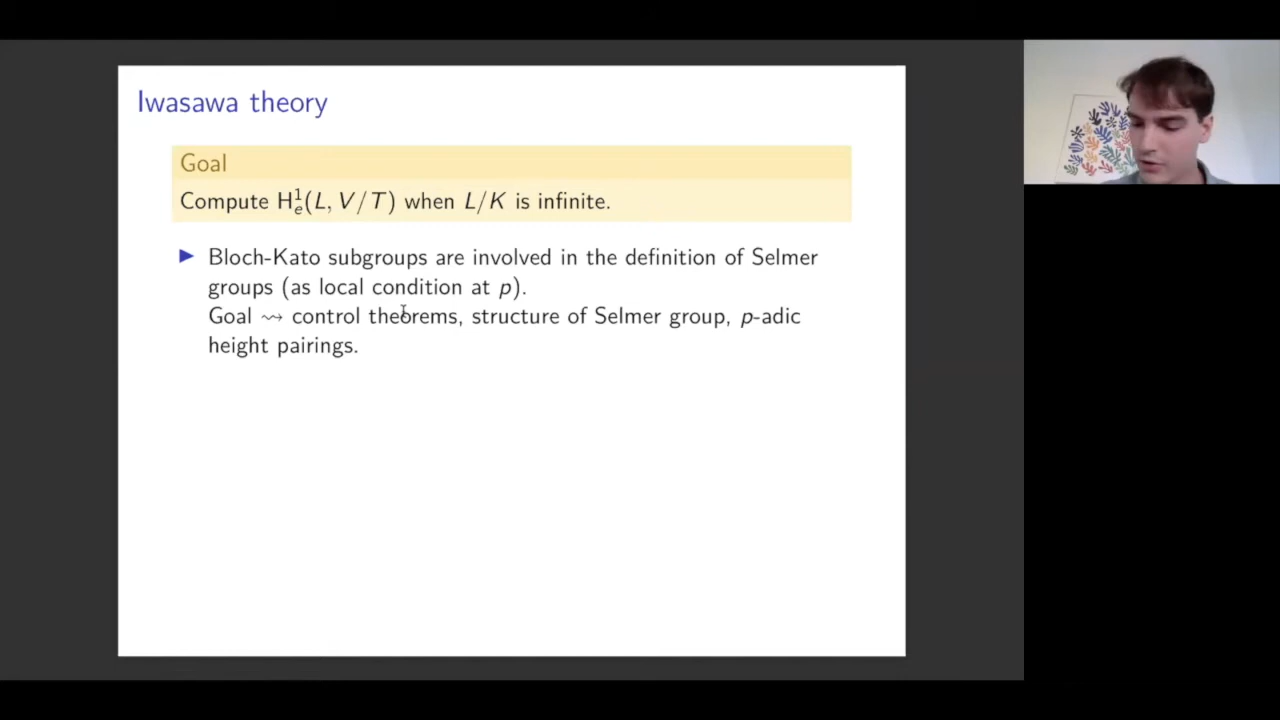 Iwasawa theory
Goal
Compute H¹ₑ(L, V/T) when L/K is infinite.
▶ Bloch-Kato subgroups are involved in the definition of Selmer
groups (as local condition at p).
Goal ⇝ control theorems, structure of Selmer group, p-adic
height pairings.